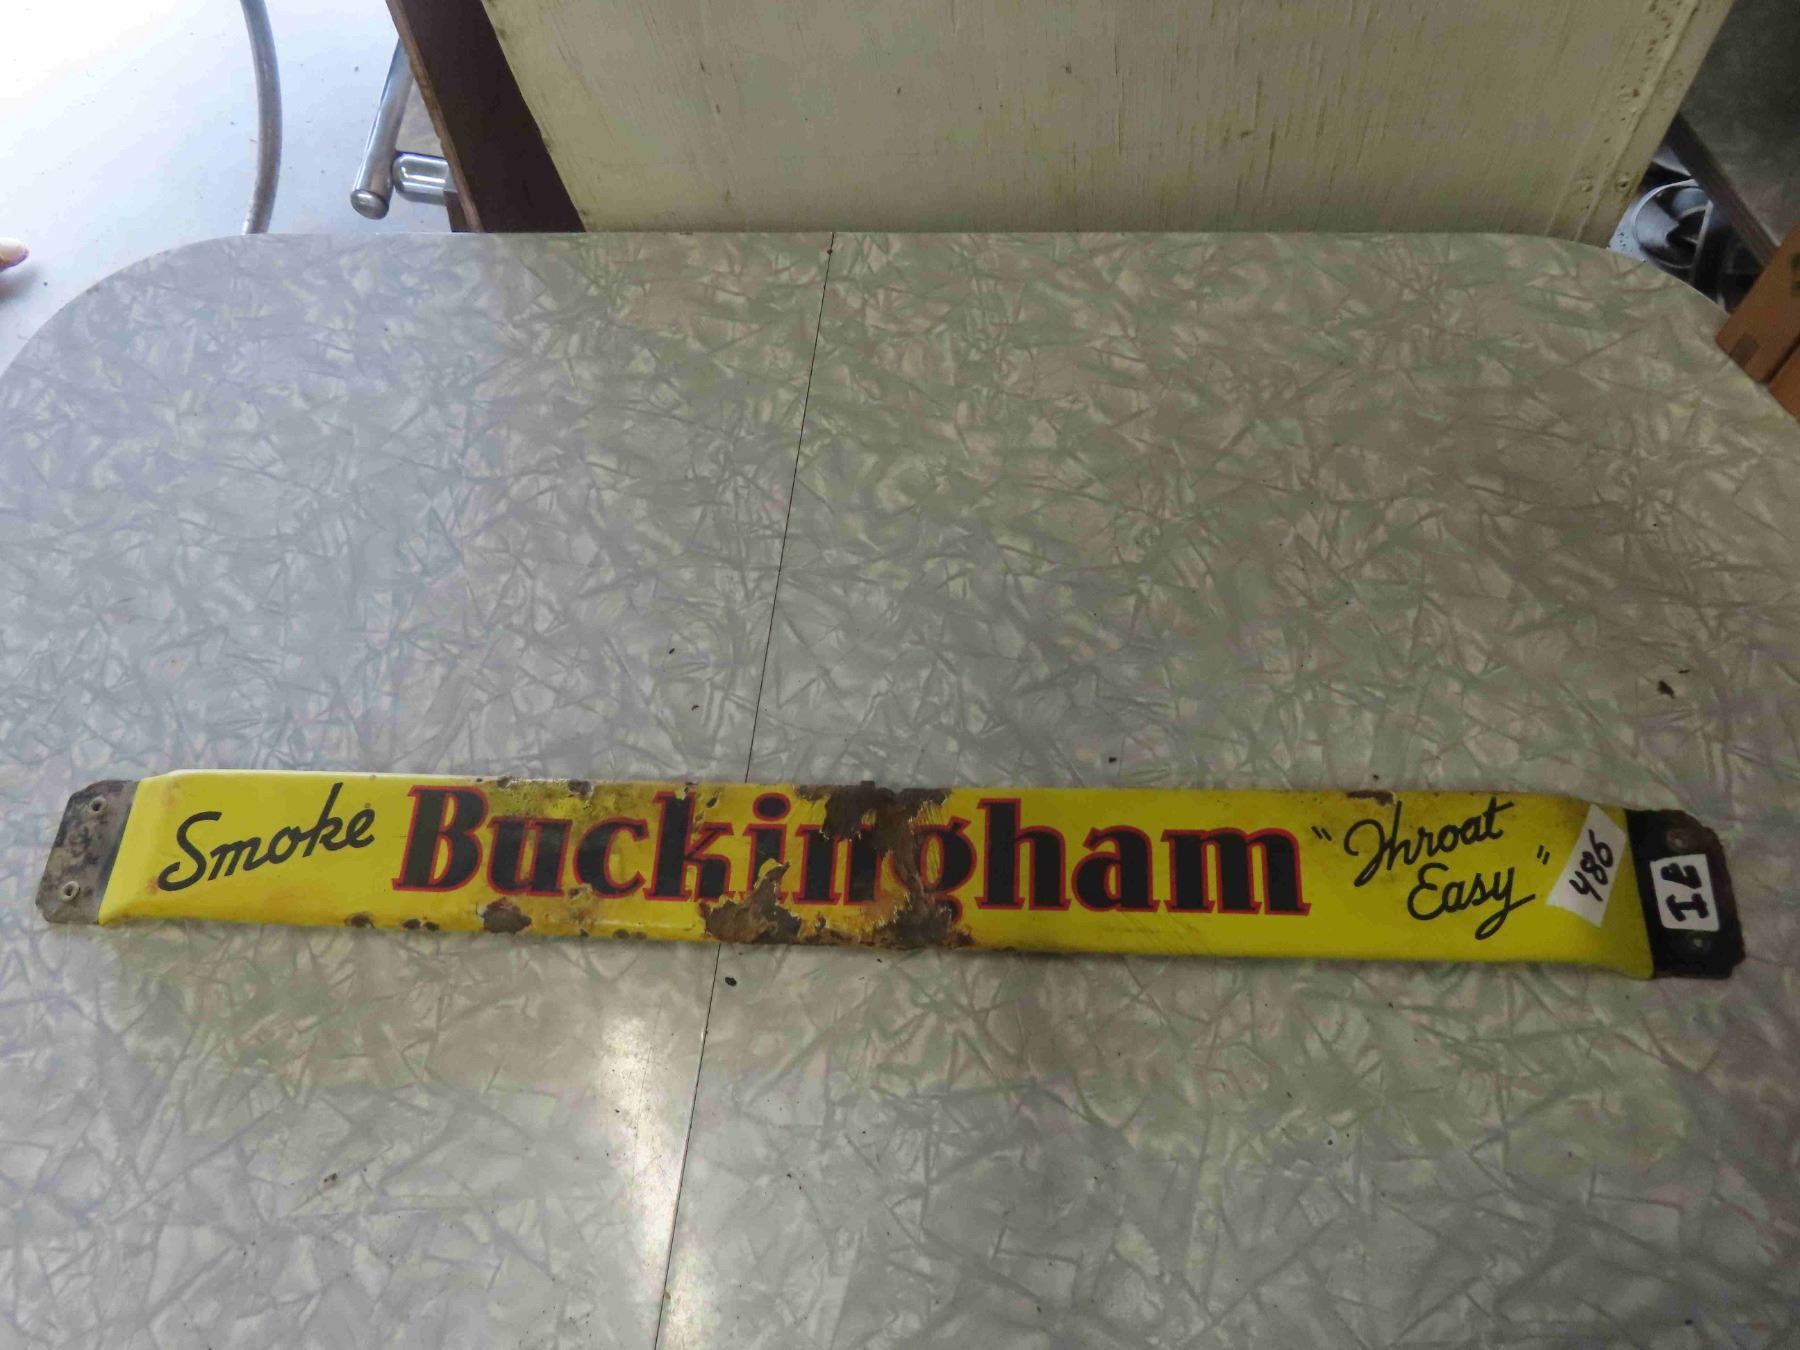 Smoke Buckingham "Throat
Easy"
486